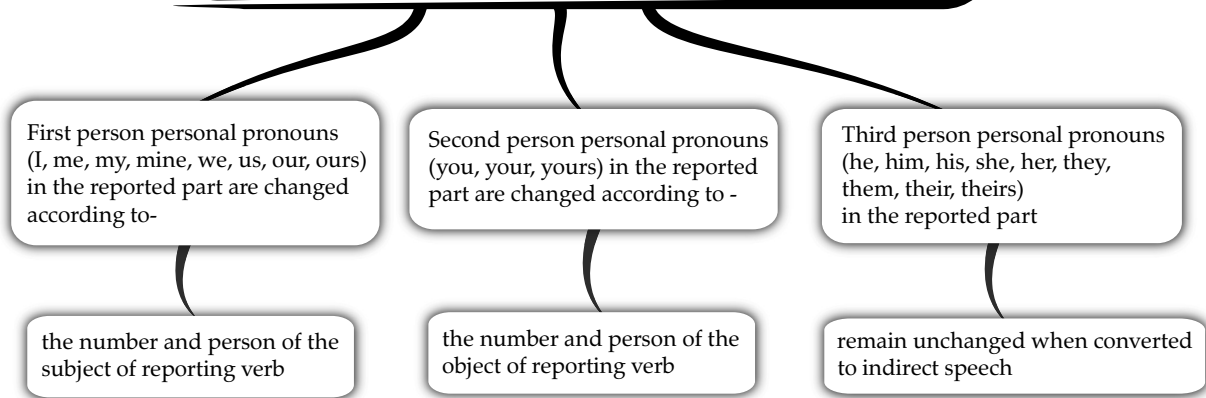 First person personal pronouns
(I, me, my, mine, we, us, our, ours)
in the reported part are changed
according to-
the number and person of the
subject of reporting verb
Second person personal pronouns
(you, your, yours) in the reported
part are changed according to -
the number and person of the
object of reporting verb
Third person personal pronouns
(he, him, his, she, her, they,
them, their, theirs)
in the reported part
remain unchanged when converted
to indirect speech